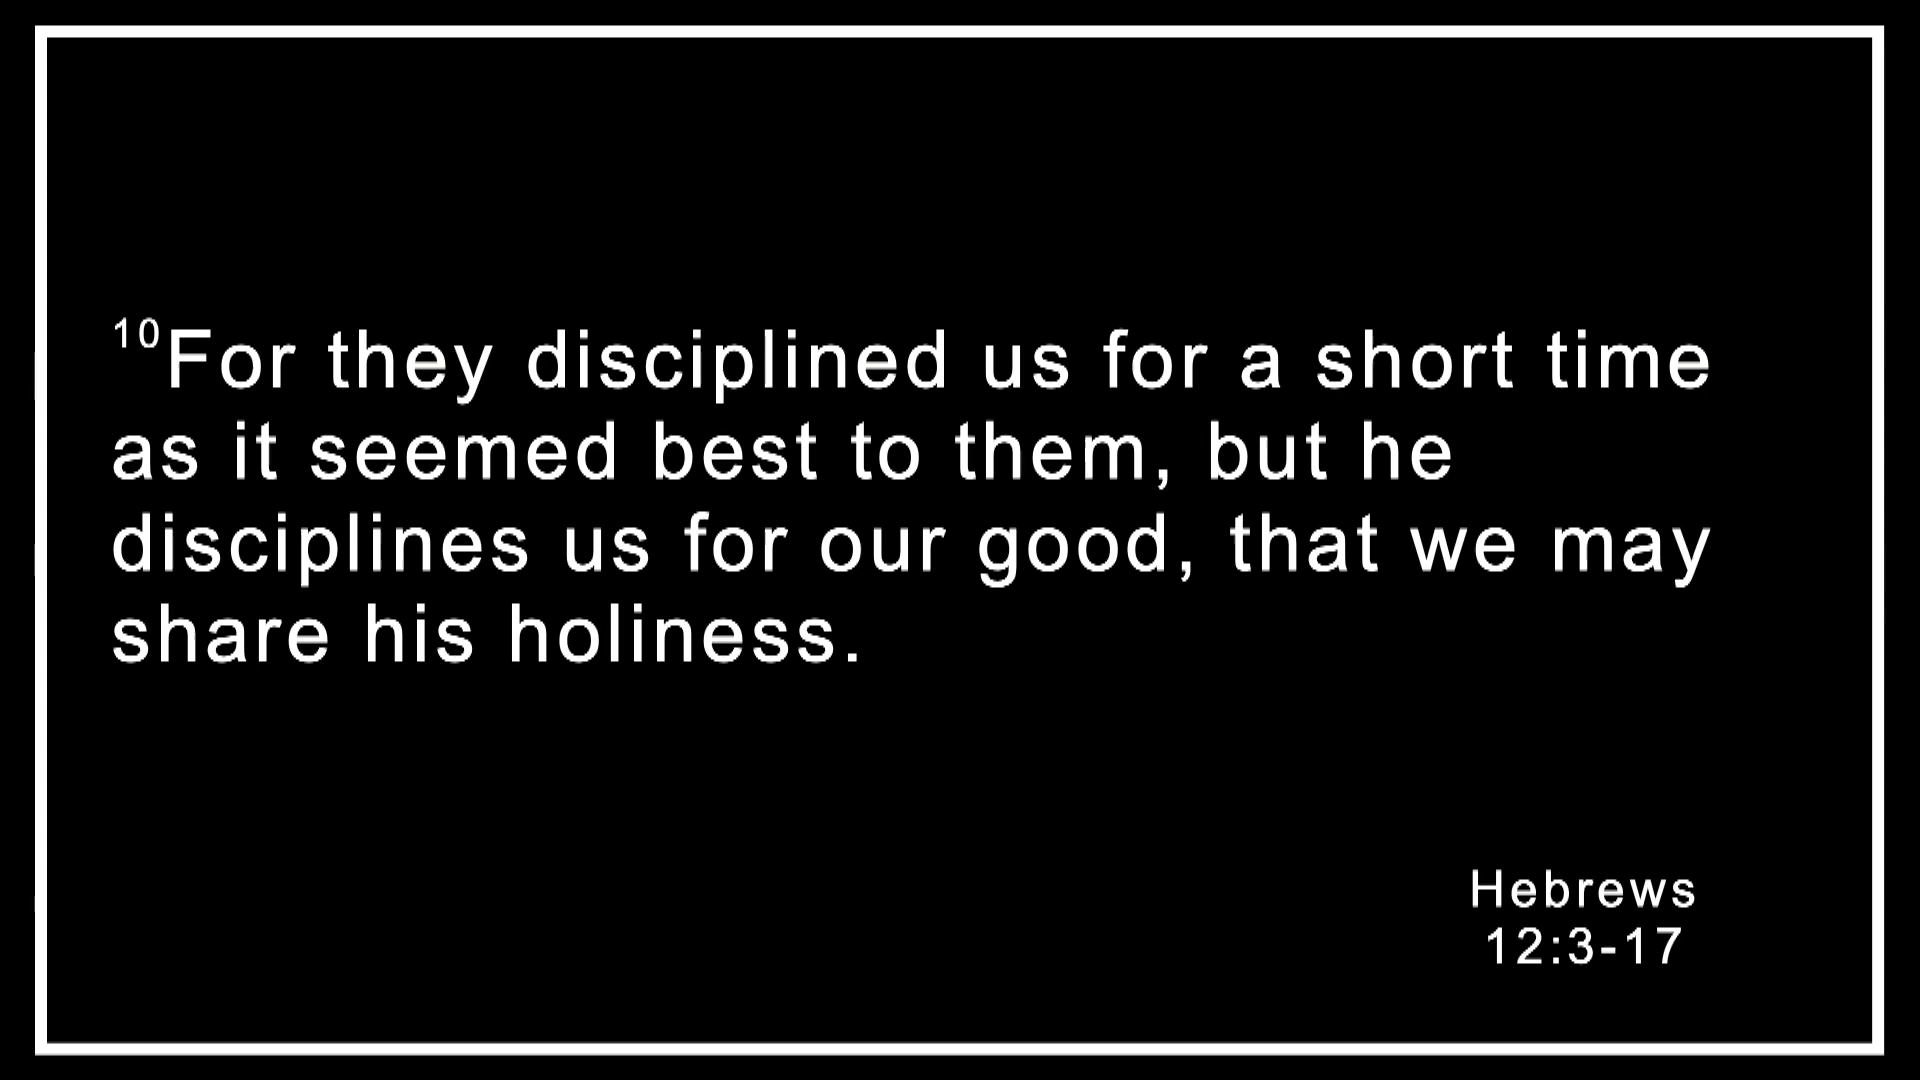 ¹⁰For they disciplined us for a short time
as it seemed best to them, but he
disciplines us for our good, that we may
share his holiness.
Hebrews
12:3-17